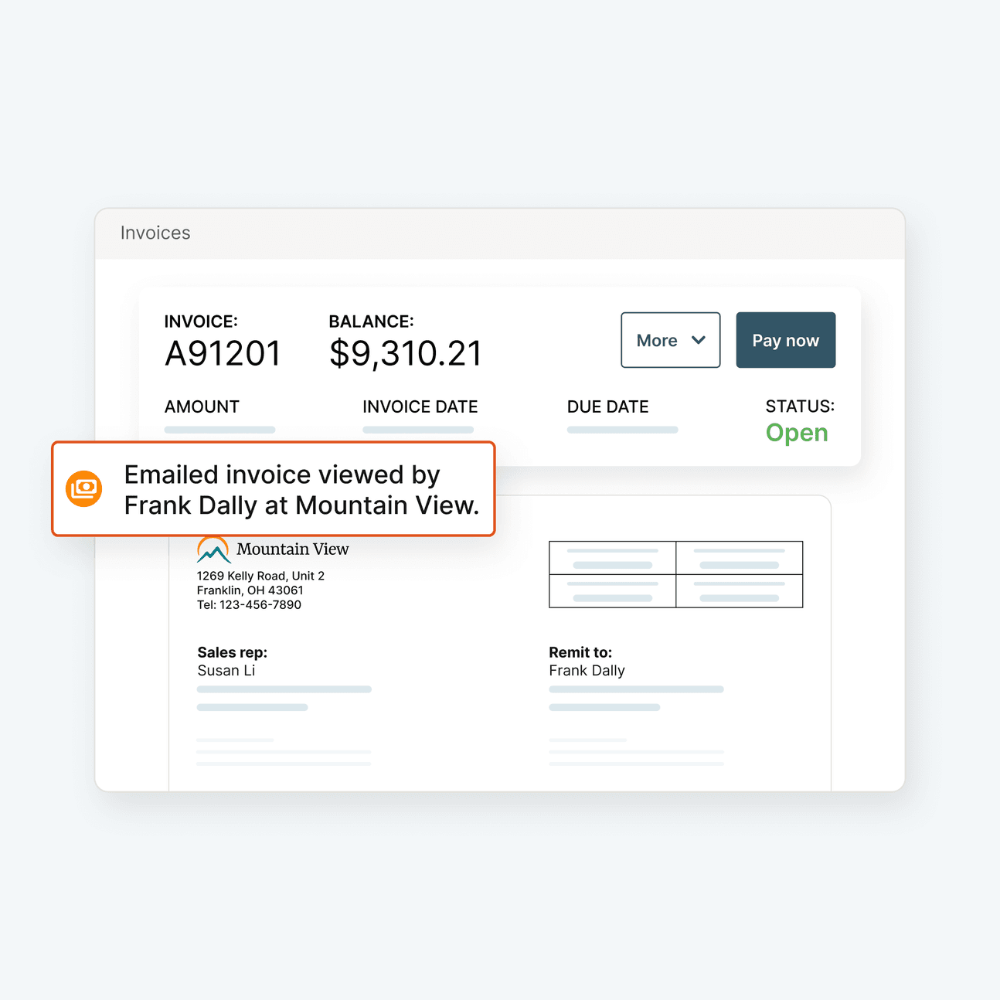 Invoices
INVOICE:
A91201
BALANCE:
$9,310.21
More
Pay now
AMOUNT
INVOICE DATE
DUE DATE
STATUS:
Open
Emailed invoice viewed by
Frank Dally at Mountain View.
Mountain View
1269 Kelly Road, Unit 2
Franklin, OH 43061
Tel: 123-456-7890
Sales rep:
Susan Li
Remit to:
Frank Dally